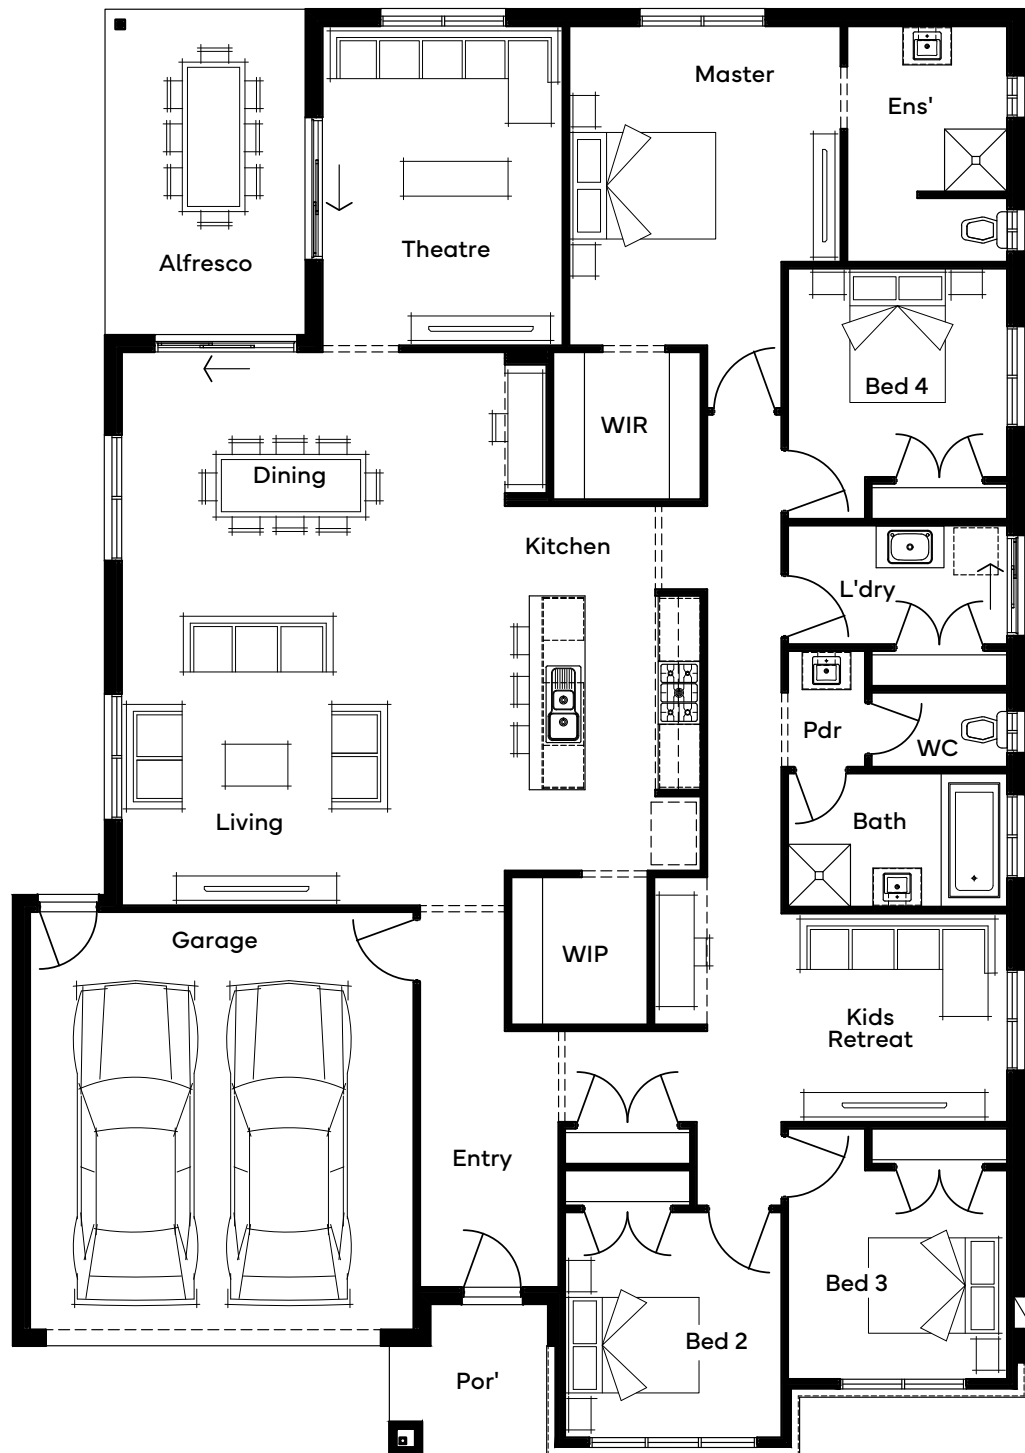 Master
Ens'
Theatre
Alfresco
Bed 4
WIR
Dining
Kitchen
L'dry
Pdr
WC
Living
Bath
Garage
WIP
Kids
Retreat
Entry
Bed 3
Bed 2
Por'